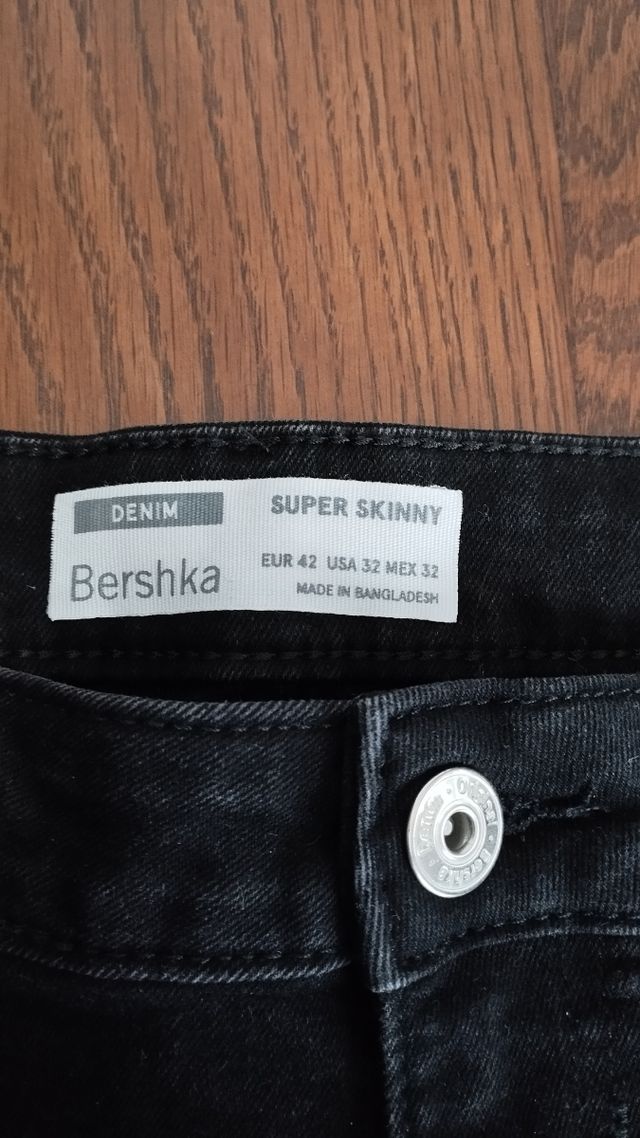 DENIM
SUPER SKINNY
Bershka
EUR 42 USA 32 MEX 32
MADE IN BANGLADESH